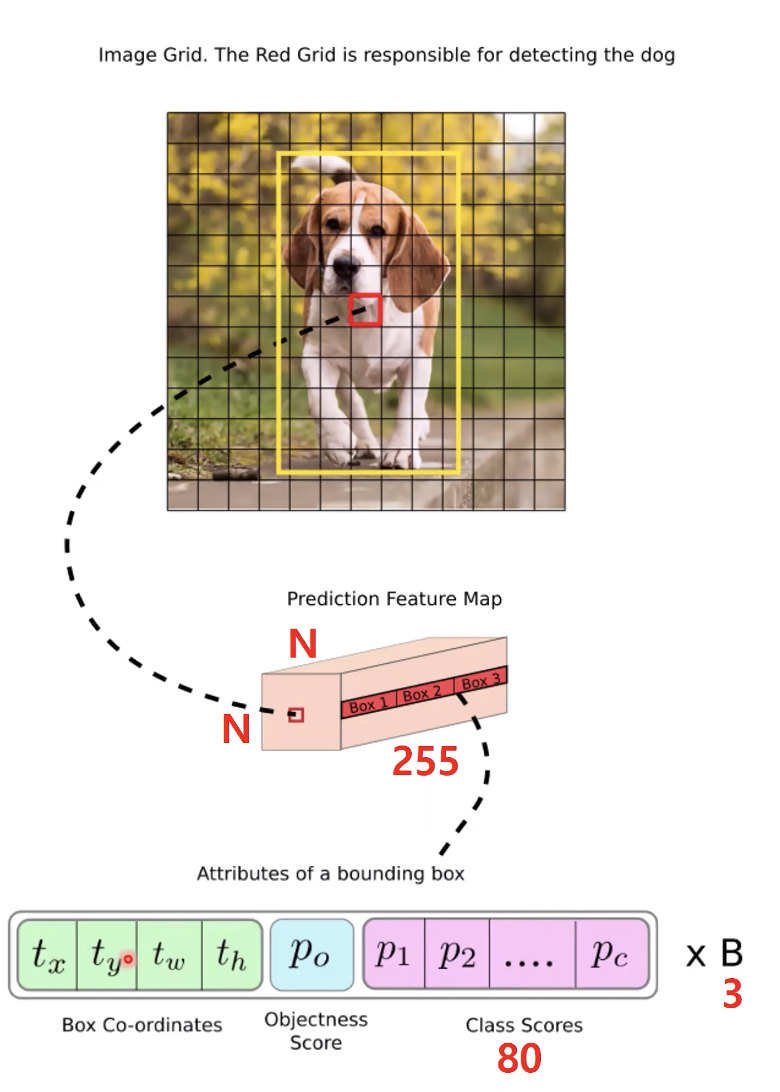 Image Grid. The Red Grid is responsible for detecting the dog
Prediction Feature Map
N
N
Box 1 Box 2 Box 3
255
Attributes of a bounding box
t_x t_y t_w t_h p_o p_1 p_2 .... p_c x B
3
Box Co-ordinates
Objectness
Score
Class Scores
80